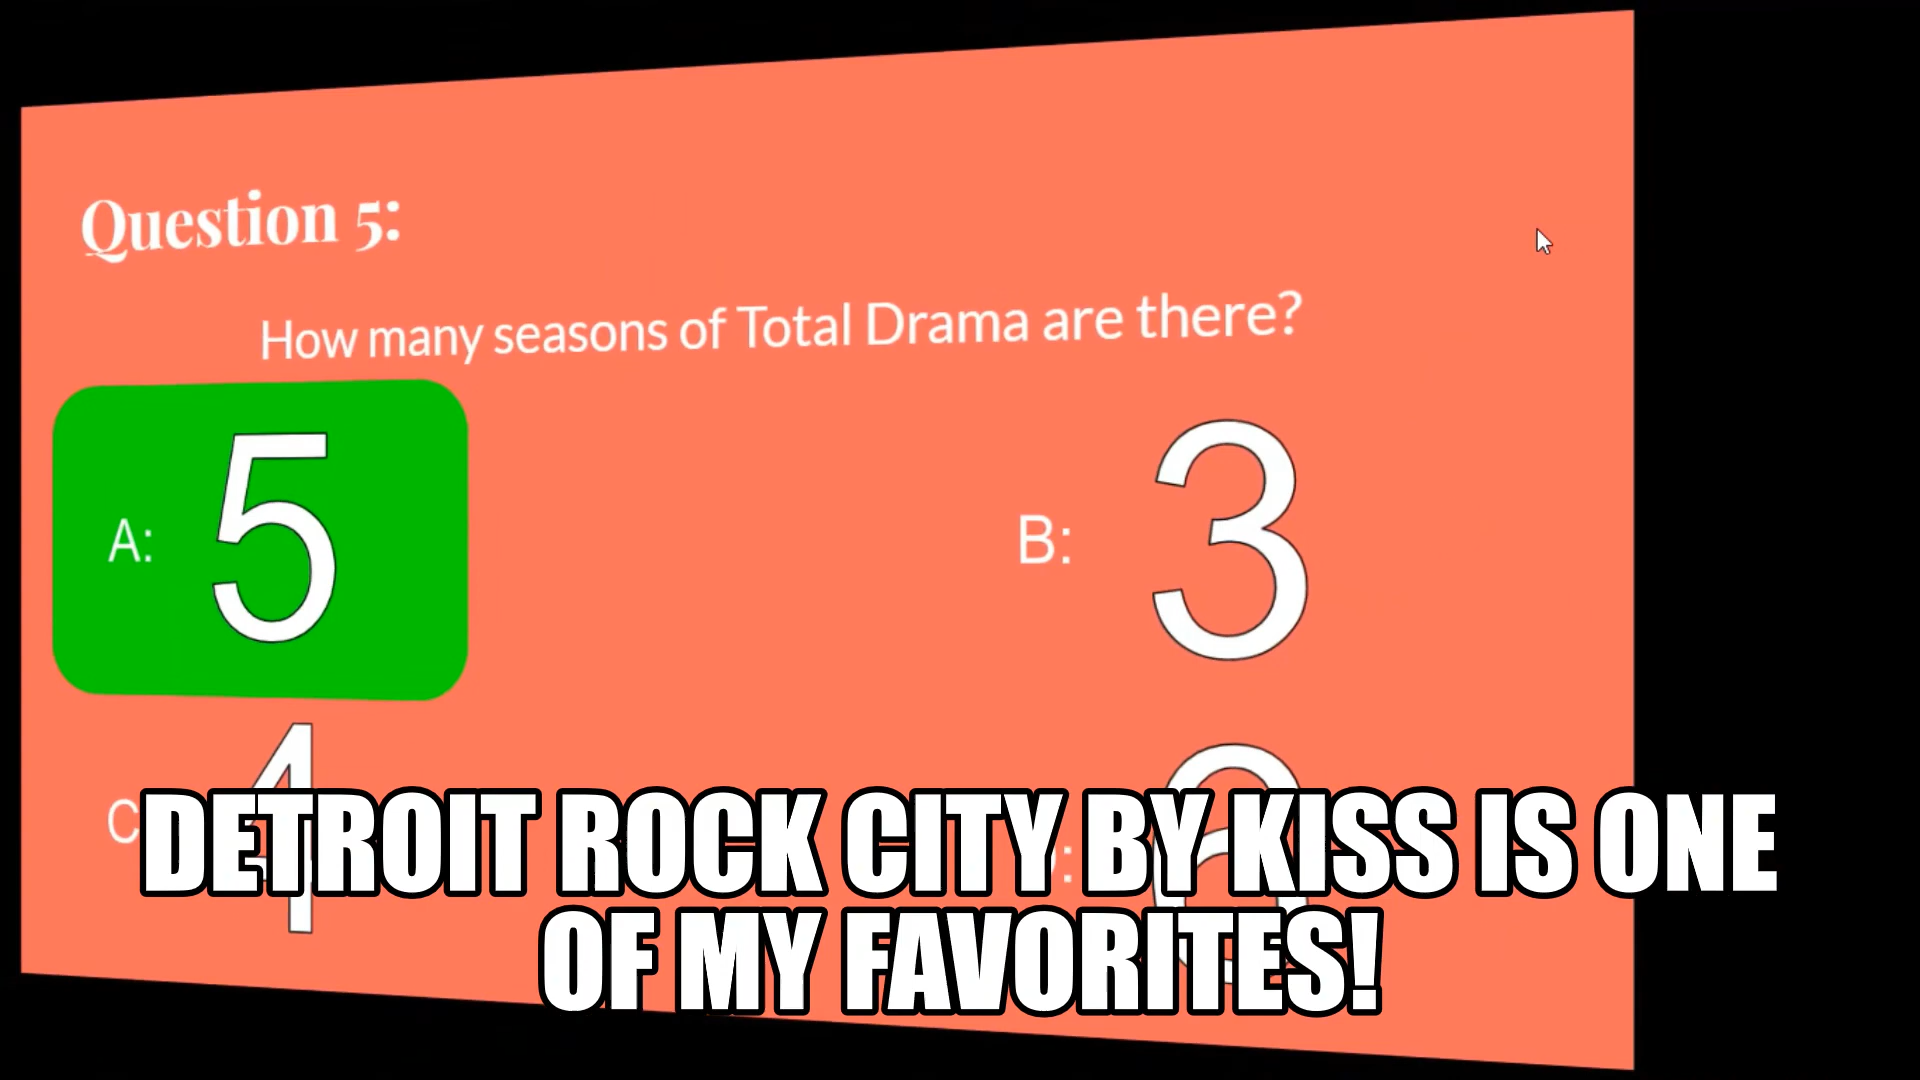 Question 5:
How many seasons of Total Drama are there?
A: 5
B: 3
C 4
DETROIT ROCK CITY BY KISS IS ONE
OF MY FAVORITES!